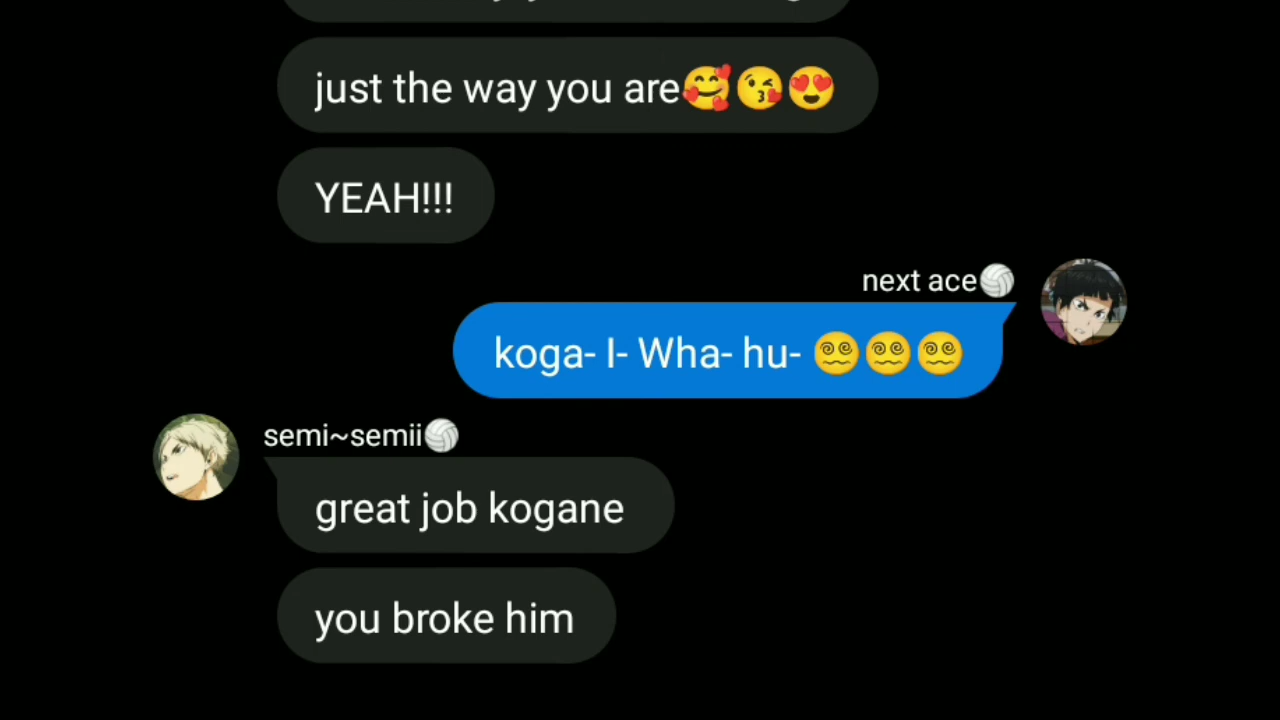 just the way you are🥰😘😍
YEAH!!!
next ace🏐
koga- I- Wha- hu- 😵‍💫😵‍💫😵‍💫
semi~semii🏐
great job kogane
you broke him